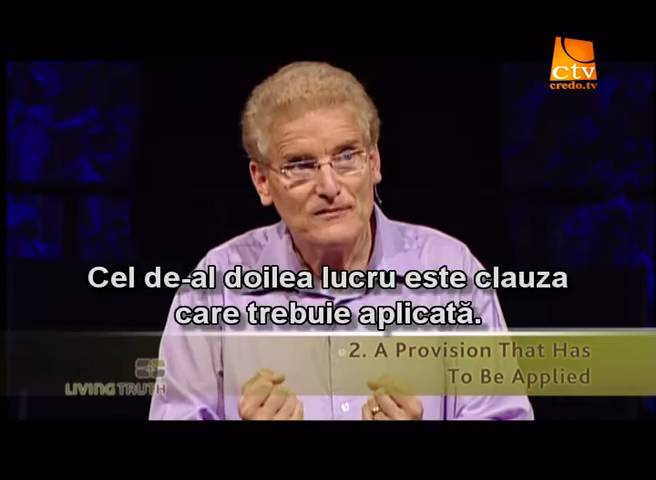 ctv
credo.tv
Cel de-al doilea lucru este clauza
care trebuie aplicată.
2. A Provision That Has
To Be Applied
LIVING TRUTH